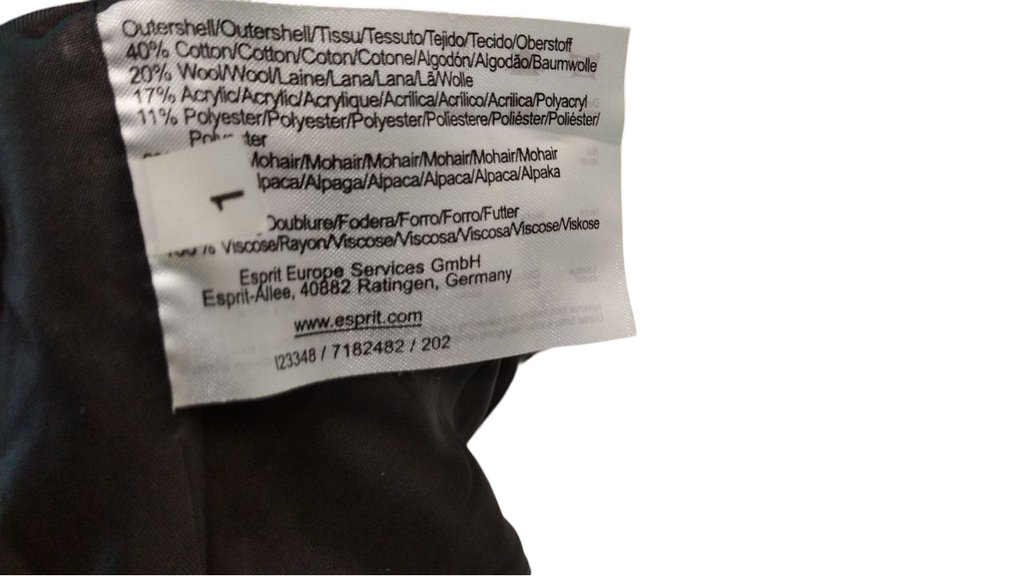 Outershell/Outershell/Tissu/Tessuto/Tejido/Tecido/Oberstoff
40% Cotton/Cotton/Coton/Cotone/Algodón/Algodão/Baumwolle
20% Wool/Wool/Laine/Lana/Lana/Lã/Wolle
17% Acrylic/Acrylic/Acrylique/Acrilica/Acrilico/Acrilica/Polyacryl
11% Polyester/Polyester/Polyester/Poliestere/Poliéster/Poliéster/
Mohair/Mohair/Mohair/Mohair/Mohair/Mohair
lpaca/Alpaga/Alpaca/Alpaca/Alpaca/Alpaka
1
Doublure/Fodera/Forro/Forro/Futter
Viscose/Rayon/Viscose/Viscosa/Viscosa/Viscose/Viskose
Esprit Europe Services GmbH
Esprit-Allee, 40882 Ratingen, Germany
www.esprit.com
123348 / 7182482 / 202